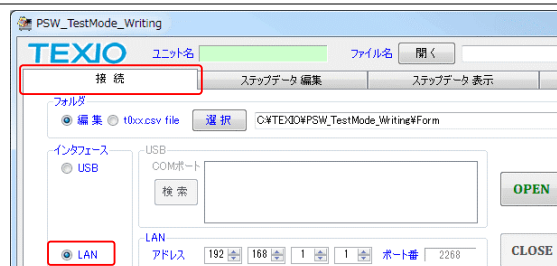 PSW_TestMode_Writing
TEXIO ユニット名 ファイル名 開く
接 続 ステップデータ 編集 ステップデータ 表示
フォルダ
編 集 t0xx.csv file 選 択 C:¥TEXIO¥PSW_TestMode_Writing¥Form
インタフェース USB
USB COMポート
検 索
OPEN
LAN
LAN アドレス 192 168 1 1 ポート番 2268 CLOSE